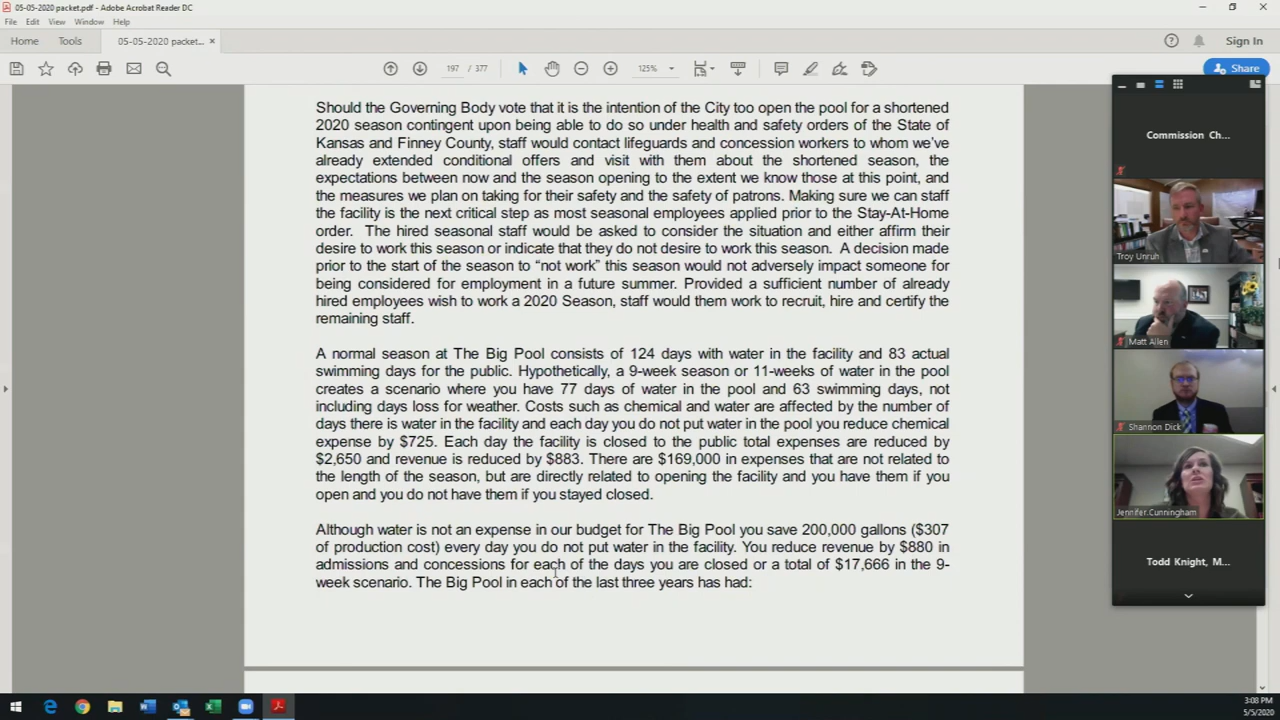 05-05-2020 packet.pdf - Adobe Acrobat Reader DC
File Edit View Window Help
Home Tools 05-05-2020 packet... × Sign In
197 / 377 125% Share
Should the Governing Body vote that it is the intention of the City too open the pool for a shortened
2020 season contingent upon being able to do so under health and safety orders of the State of
Kansas and Finney County, staff would contact lifeguards and concession workers to whom we've
already extended conditional offers and visit with them about the shortened season, the
expectations between now and the season opening to the extent we know those at this point, and
the measures we plan on taking for their safety and the safety of patrons. Making sure we can staff
the facility is the next critical step as most seasonal employees applied prior to the Stay-At-Home
order. The hired seasonal staff would be asked to consider the situation and either affirm their
desire to work this season or indicate that they do not desire to work this season. A decision made
prior to the start of the season to “not work” this season would not adversely impact someone for
being considered for employment in a future summer. Provided a sufficient number of already
hired employees wish to work a 2020 Season, staff would them work to recruit, hire and certify the
remaining staff.
A normal season at The Big Pool consists of 124 days with water in the facility and 83 actual
swimming days for the public. Hypothetically, a 9-week season or 11-weeks of water in the pool
creates a scenario where you have 77 days of water in the pool and 63 swimming days, not
including days loss for weather. Costs such as chemical and water are affected by the number of
days there is water in the facility and each day you do not put water in the pool you reduce chemical
expense by $725. Each day the facility is closed to the public total expenses are reduced by
$2,650 and revenue is reduced by $883. There are $169,000 in expenses that are not related to
the length of the season, but are directly related to opening the facility and you have them if you
open and you do not have them if you stayed closed.
Although water is not an expense in our budget for The Big Pool you save 200,000 gallons ($307
of production cost) every day you do not put water in the facility. You reduce revenue by $880 in
admissions and concessions for each of the days you are closed or a total of $17,666 in the 9-
week scenario. The Big Pool in each of the last three years has had:
Commission Ch...
Troy Unruh
Matt Allen
Shannon Dick
Jennifer.Cunningham
Todd Knight, M...
3:08 PM
5/5/2020